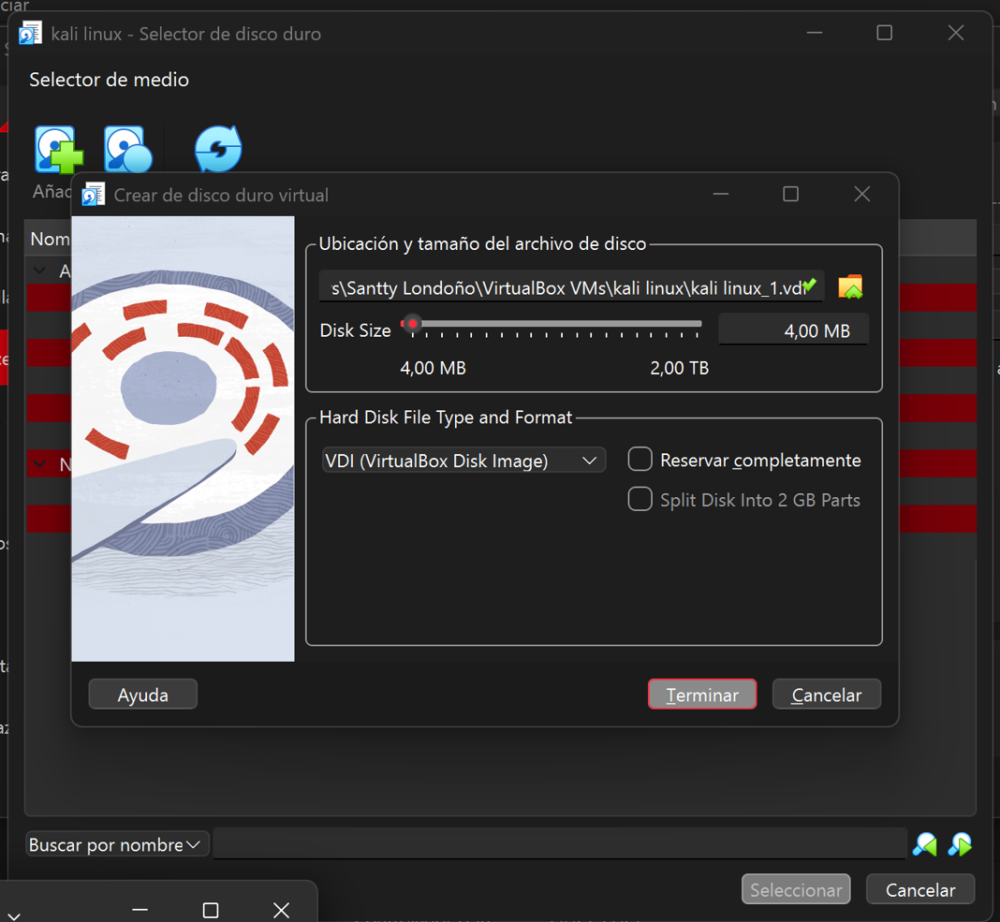 ciar
kali linux - Selector de disco duro
Selector de medio
Añad
Crear de disco duro virtual
Nom
A
N
Ubicación y tamaño del archivo de disco
s\Santty Londoño\VirtualBox VMs\kali linux\kali linux_1.vdi
Disk Size
4,00 MB
4,00 MB
2,00 TB
Hard Disk File Type and Format
VDI (VirtualBox Disk Image)
Reservar completamente
Split Disk Into 2 GB Parts
Ayuda
Terminar
Cancelar
Buscar por nombre
Seleccionar
Cancelar